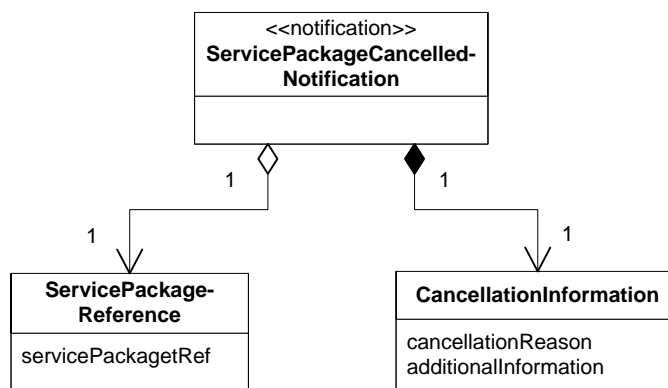 <<notification>>
ServicePackageCancelled-
Notification
1
1
1
1
ServicePackage-
Reference
servicePackagetRef
CancellationInformation
cancellationReason
additionalInformation